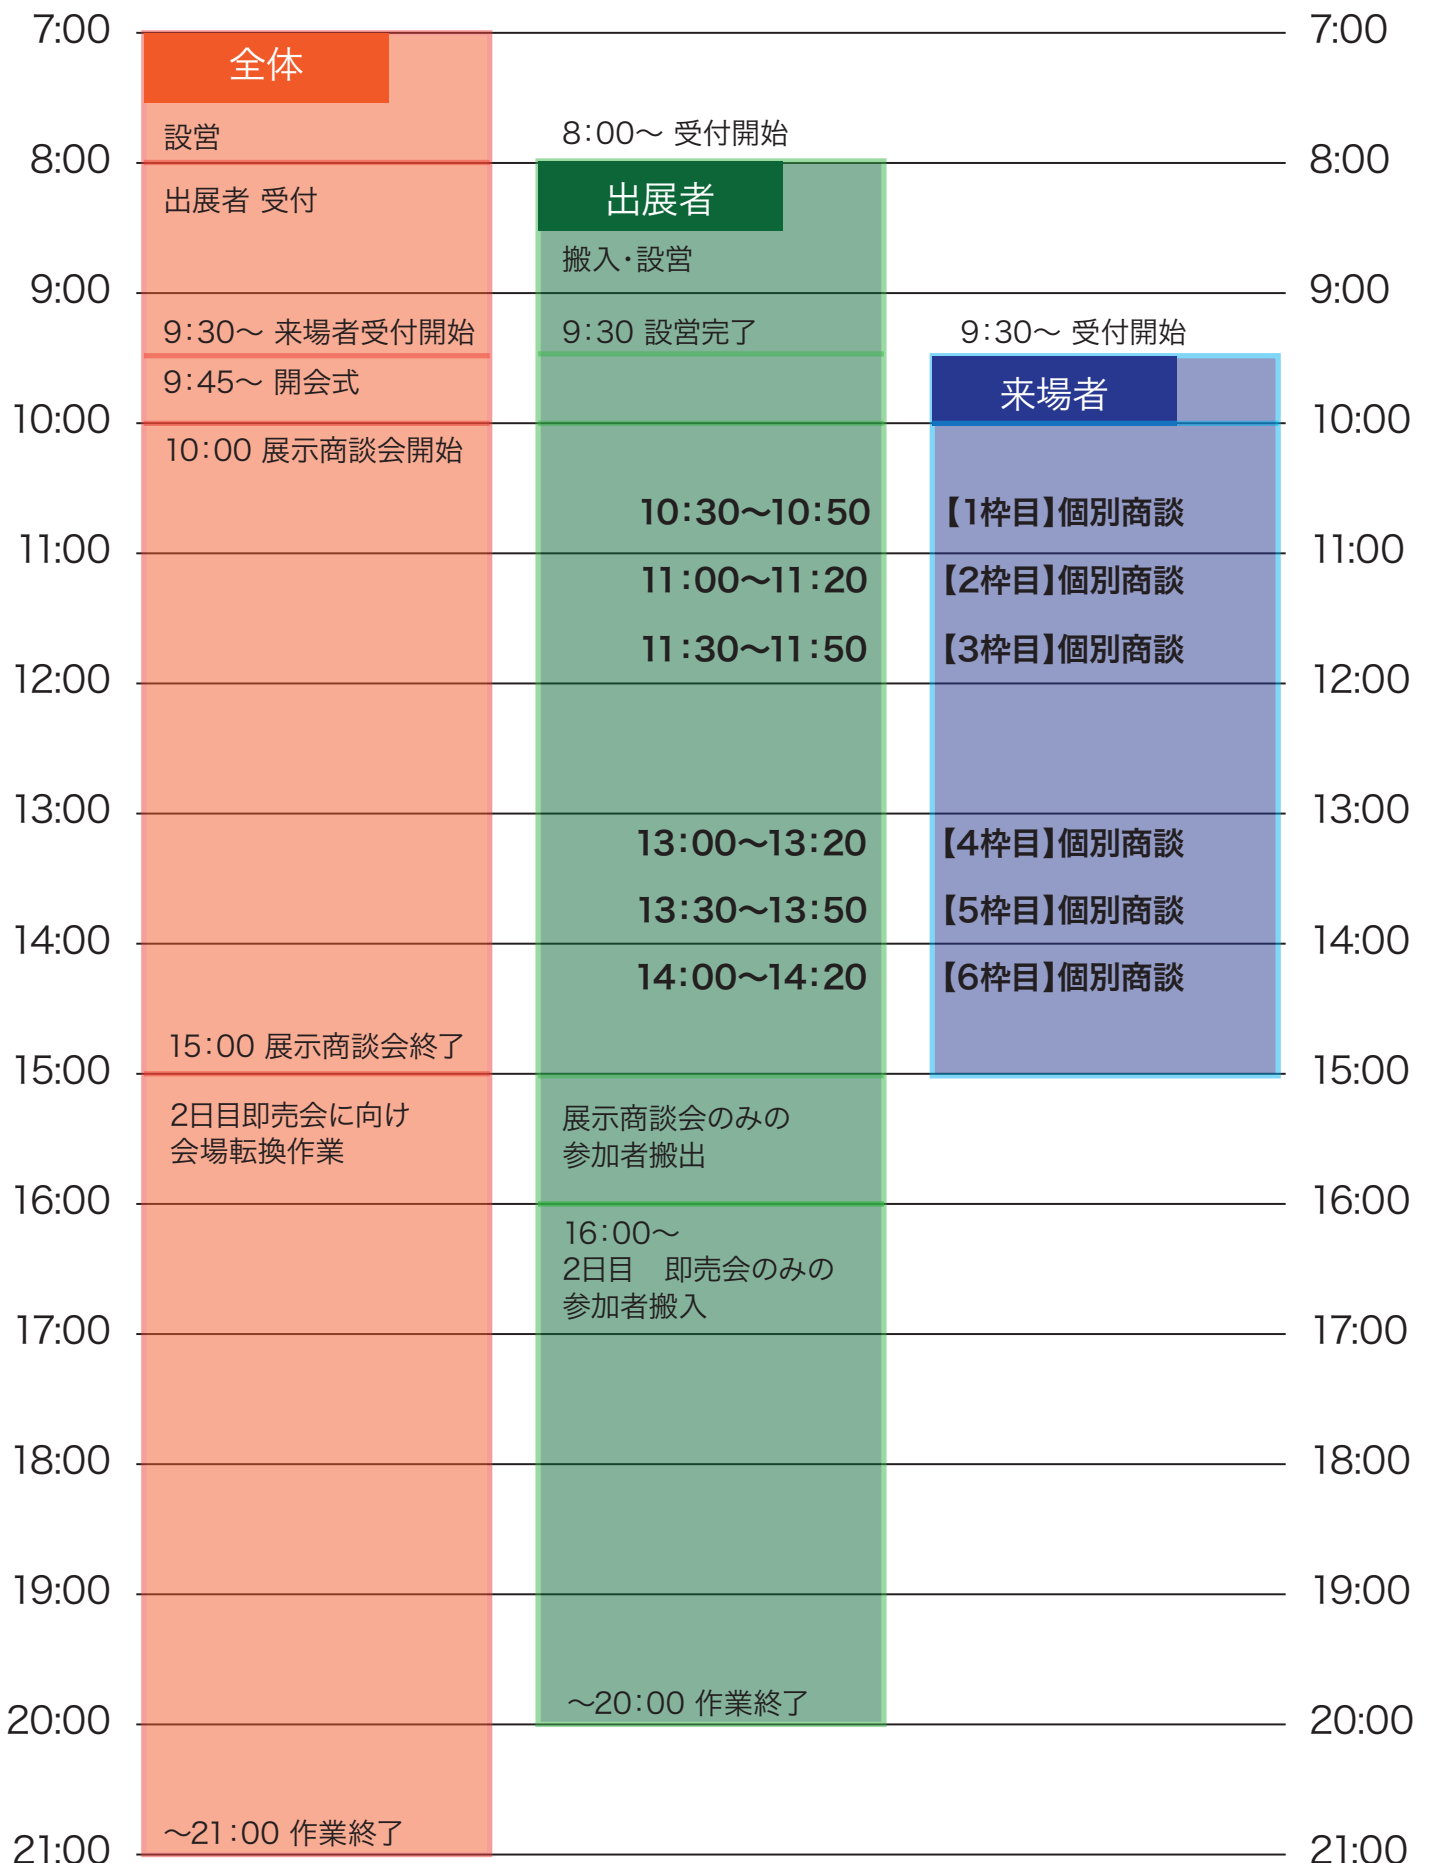 7:00
7:00
全体
設営
8:00～ 受付開始
8:00
8:00
出展者 受付
出展者
搬入・設営
9:00
9:00
9:30～ 来場者受付開始
9:30 設営完了
9:30～ 受付開始
9:45～ 開会式
来場者
10:00
10:00
10:00 展示商談会開始
10:30～10:50 【1枠目】個別商談
11:00
11:00
11:00～11:20 【2枠目】個別商談
11:30～11:50 【3枠目】個別商談
12:00
12:00
13:00
13:00
13:00～13:20 【4枠目】個別商談
13:30～13:50 【5枠目】個別商談
14:00
14:00
14:00～14:20 【6枠目】個別商談
15:00 展示商談会終了
15:00
15:00
2日目即売会に向け
会場転換作業
展示商談会のみの
参加者搬出
16:00
16:00
16:00～
2日目　即売会のみの
参加者搬入
17:00
17:00
18:00
18:00
19:00
19:00
～20:00 作業終了
20:00
20:00
～21:00 作業終了
21:00
21:00